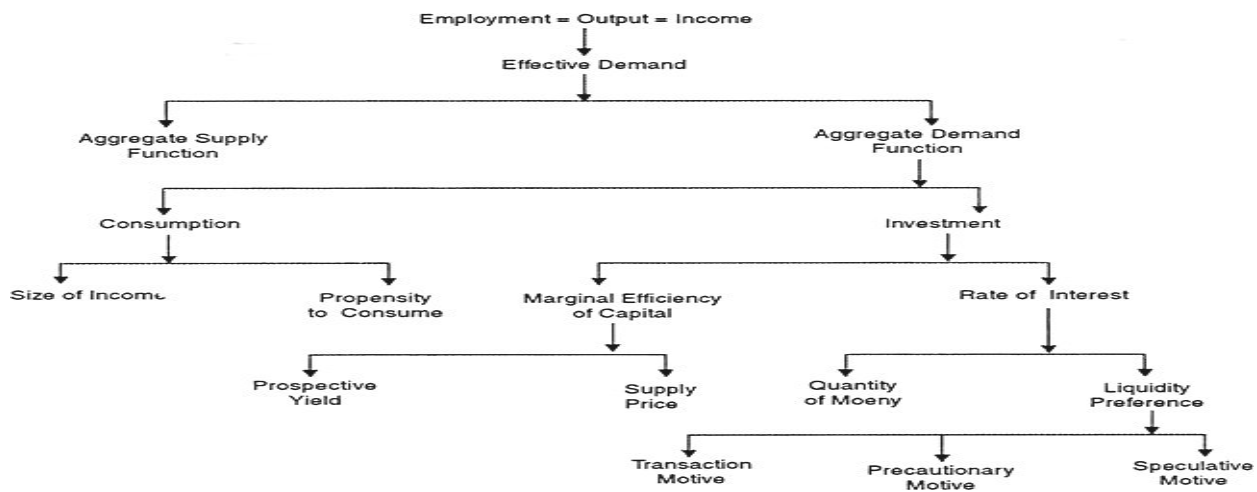 Employment = Output = Income
Effective Demand
Aggregate Supply
Function
Aggregate Demand
Function
Consumption
Investment
Size of Income
Propensity
to Consume
Marginal Efficiency
of Capital
Rate of Interest
Prospective
Yield
Supply
Price
Quantity
of Moeny
Liquidity
Preference
Transaction
Motive
Precautionary
Motive
Speculative
Motive